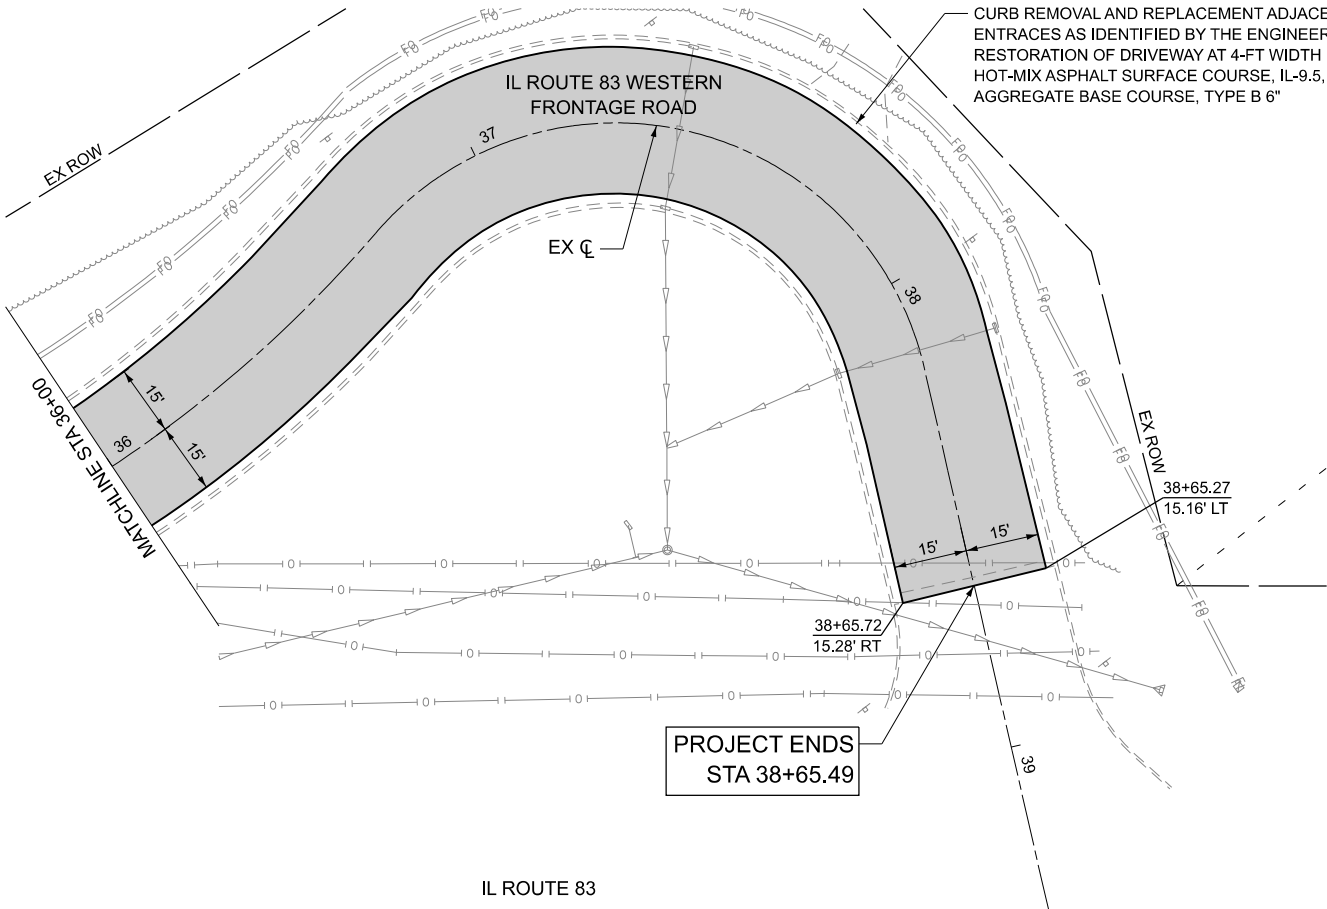 CURB REMOVAL AND REPLACEMENT ADJACE
ENTRACES AS IDENTIFIED BY THE ENGINEER
RESTORATION OF DRIVEWAY AT 4-FT WIDTH
HOT-MIX ASPHALT SURFACE COURSE, IL-9.5,
AGGREGATE BASE COURSE, TYPE B 6"
IL ROUTE 83 WESTERN
FRONTAGE ROAD
EX ROW
37
EX ℄
38
MATCHLINE STA 36+00
36
15'
15'
EX ROW
38+65.27
15.16' LT
15'
15'
38+65.72
15.28' RT
PROJECT ENDS
STA 38+65.49
39
IL ROUTE 83